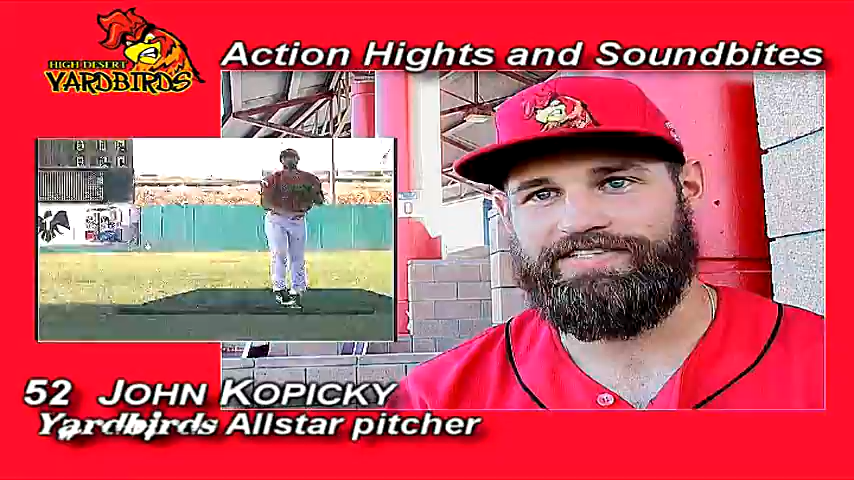 HIGH DESERT
YARDBIRDS
Action Hights and Soundbites
52 JOHN KOPICKY
Yardbirds Allstar pitcher